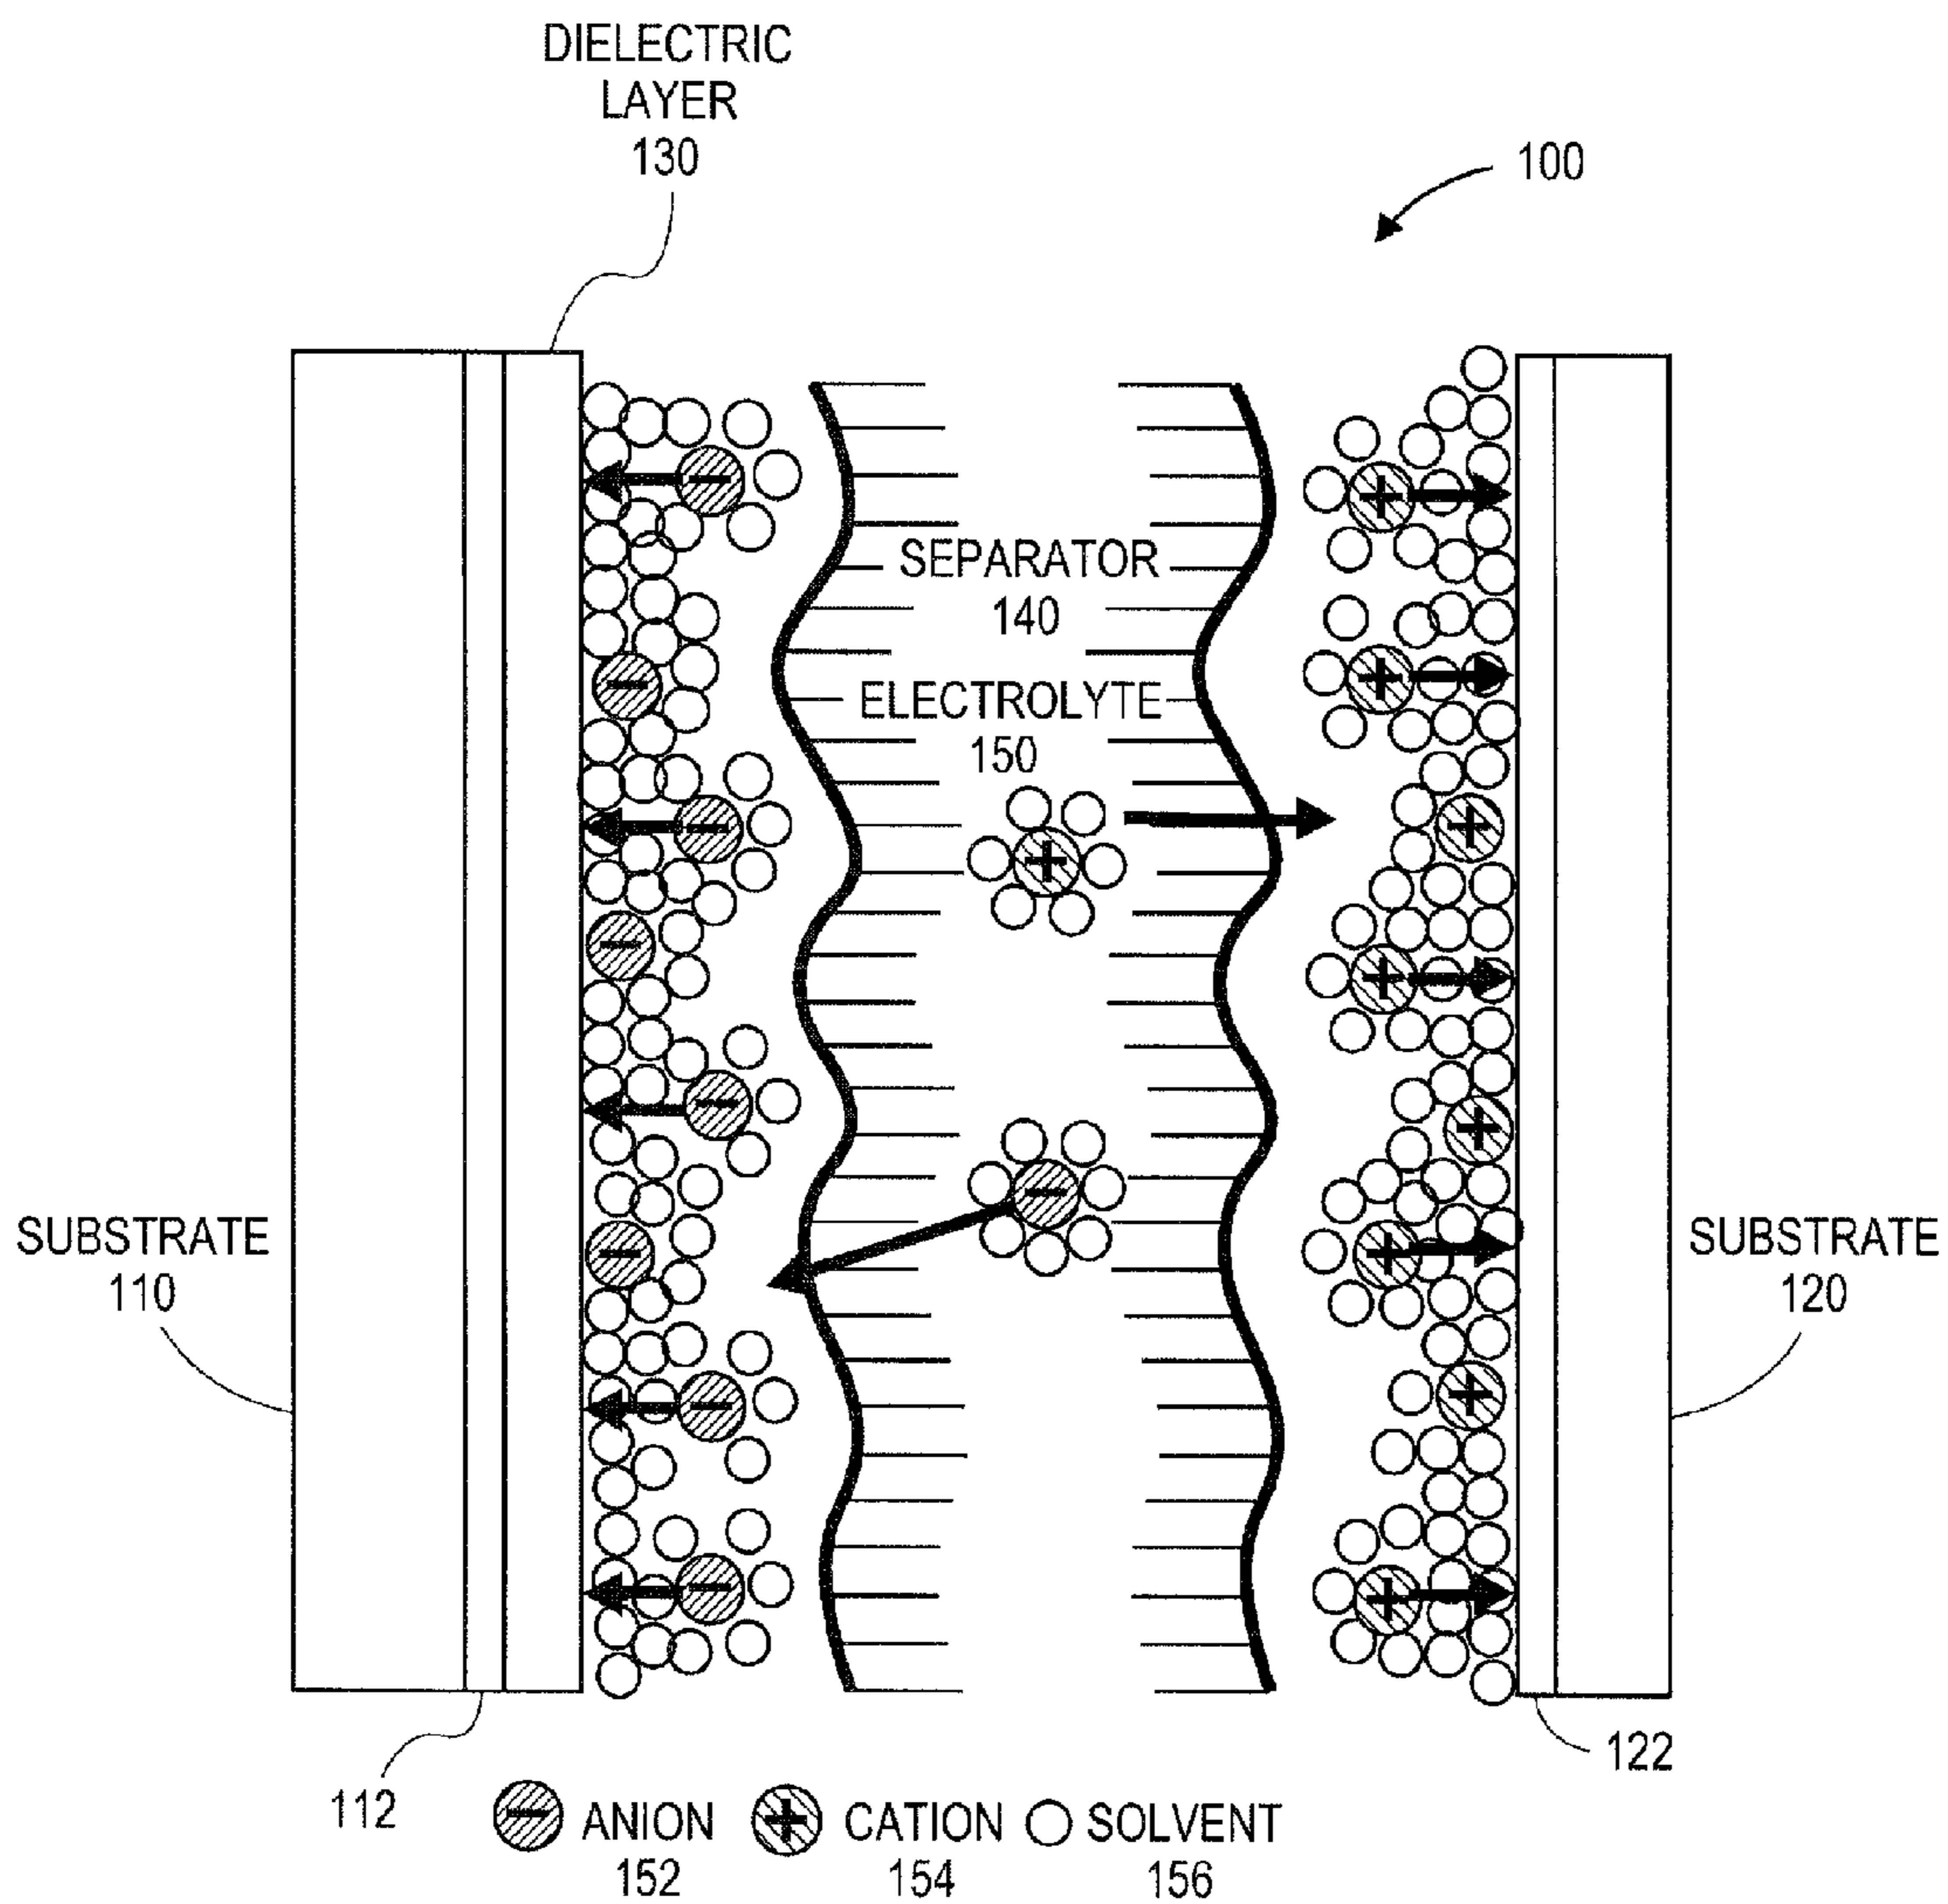 DIELECTRIC
LAYER
130
100
SEPARATOR
140
ELECTROLYTE
150
SUBSTRATE
110
SUBSTRATE
120
112
122
ANION
152
CATION
154
SOLVENT
156